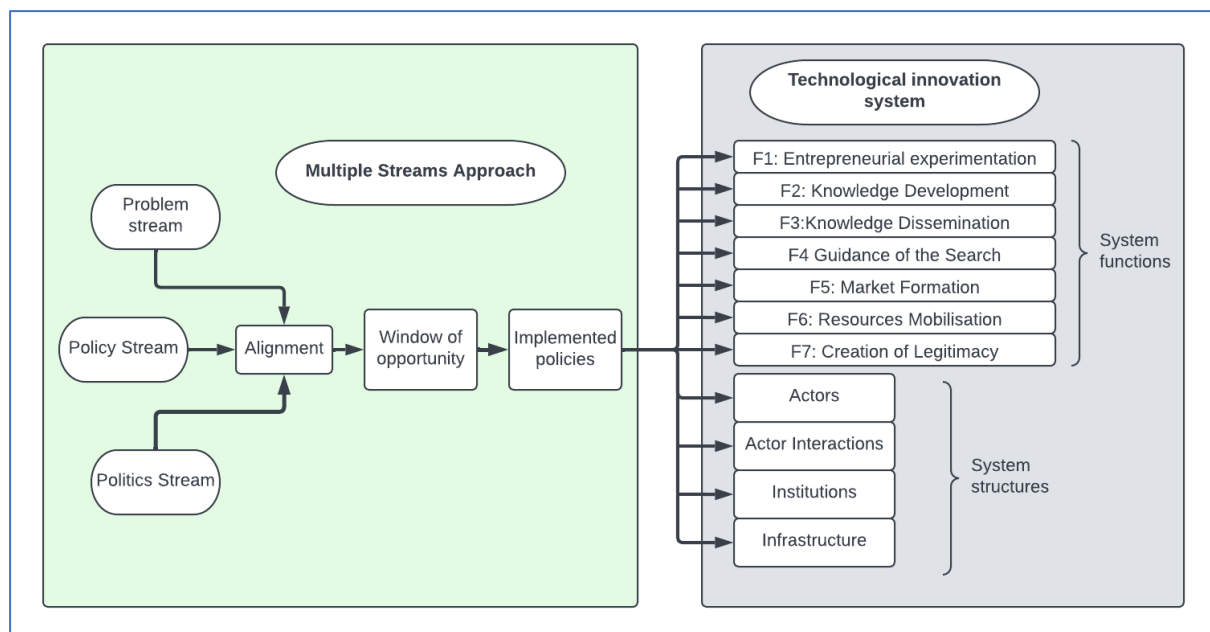 Technological innovation
system
Multiple Streams Approach
Problem
stream
Policy Stream
Politics Stream
Alignment
Window of
opportunity
Implemented
policies
F1: Entrepreneurial experimentation
F2: Knowledge Development
F3:Knowledge Dissemination
F4 Guidance of the Search
F5: Market Formation
F6: Resources Mobilisation
F7: Creation of Legitimacy
System
functions
Actors
Actor Interactions
Institutions
Infrastructure
System
structures